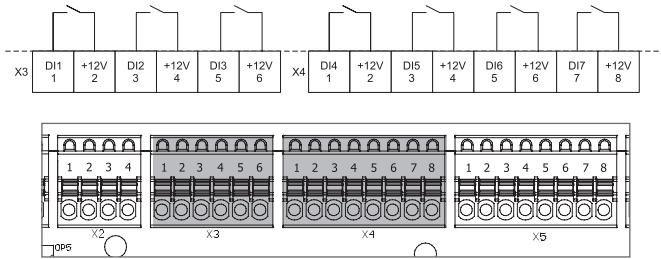 X3 DI1 +12V DI2 +12V DI3 +12V X4 DI4 +12V DI5 +12V DI6 +12V DI7 +12V
1 2 3 4 5 6 1 2 3 4 5 6 7 8
1 2 3 4 1 2 3 4 5 6 1 2 3 4 5 6 7 8 1 2 3 4 5 6 7 8
X2 X3 X4 X5
OP5